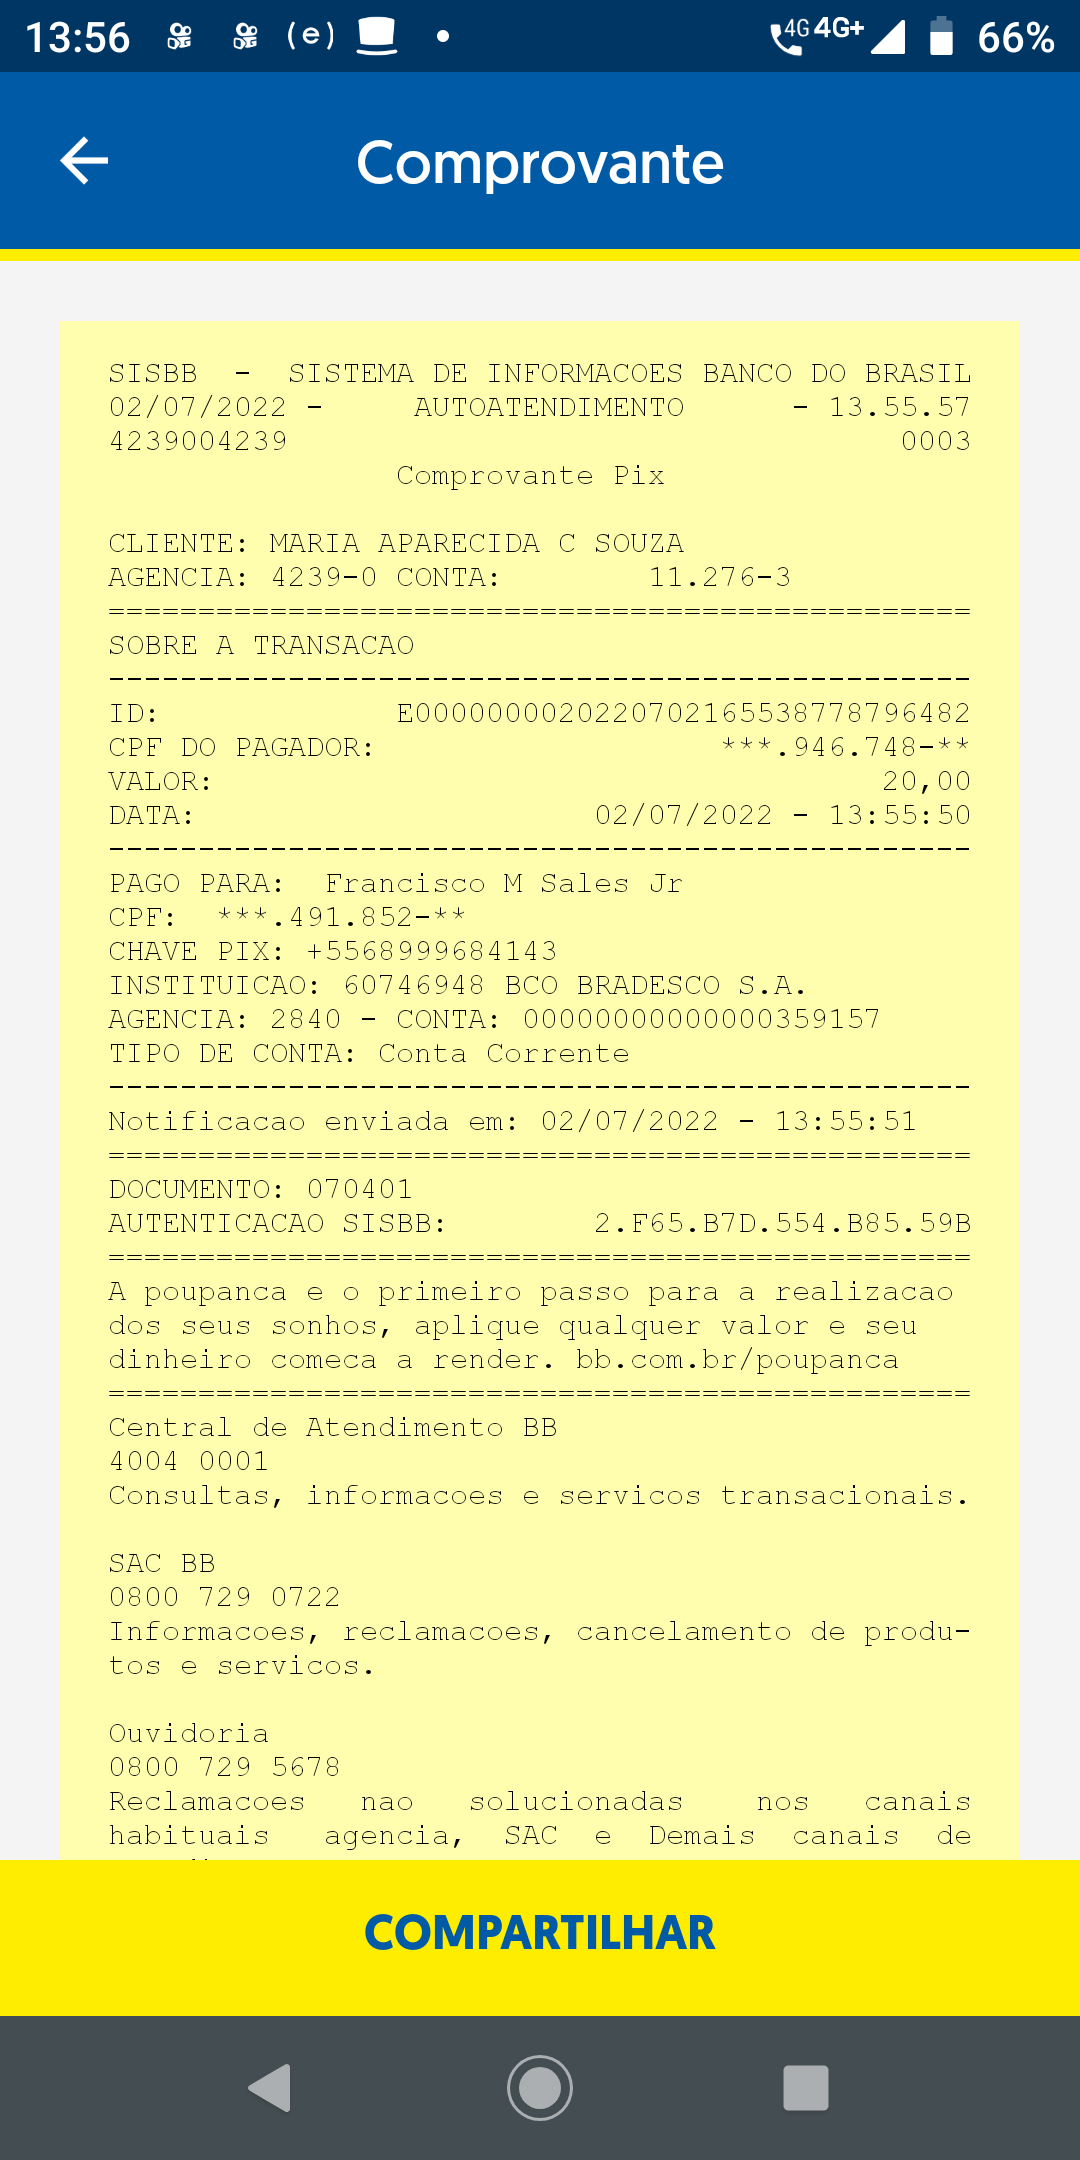 13:56 (e) 4G 4G+ 66%
Comprovante
SISBB - SISTEMA DE INFORMACOES BANCO DO BRASIL
02/07/2022 - AUTOATENDIMENTO - 13.55.57
4239004239 0003
Comprovante Pix
CLIENTE: MARIA APARECIDA C SOUZA
AGENCIA: 4239-0 CONTA: 11.276-3
================================================
SOBRE A TRANSACAO
------------------------------------------------
ID: E00000000202207021655387787​96482
CPF DO PAGADOR: ***.946.748-**
VALOR: 20,00
DATA: 02/07/2022 - 13:55:50
------------------------------------------------
PAGO PARA: Francisco M Sales Jr
CPF: ***.491.852-**
CHAVE PIX: +5568999684143
INSTITUICAO: 60746948 BCO BRADESCO S.A.
AGENCIA: 2840 - CONTA: 00000000000000359157
TIPO DE CONTA: Conta Corrente
------------------------------------------------
Notificacao enviada em: 02/07/2022 - 13:55:51
================================================
DOCUMENTO: 070401
AUTENTICACAO SISBB: 2.F65.B7D.554.B85.59B
================================================
A poupanca e o primeiro passo para a realizacao
dos seus sonhos, aplique qualquer valor e seu
dinheiro comeca a render. bb.com.br/poupanca
================================================
Central de Atendimento BB
4004 0001
Consultas, informacoes e servicos transacionais.
SAC BB
0800 729 0722
Informacoes, reclamacoes, cancelamento de produ-
tos e servicos.
Ouvidoria
0800 729 5678
Reclamacoes nao solucionadas nos canais
habituais agencia, SAC e Demais canais de
COMPARTILHAR